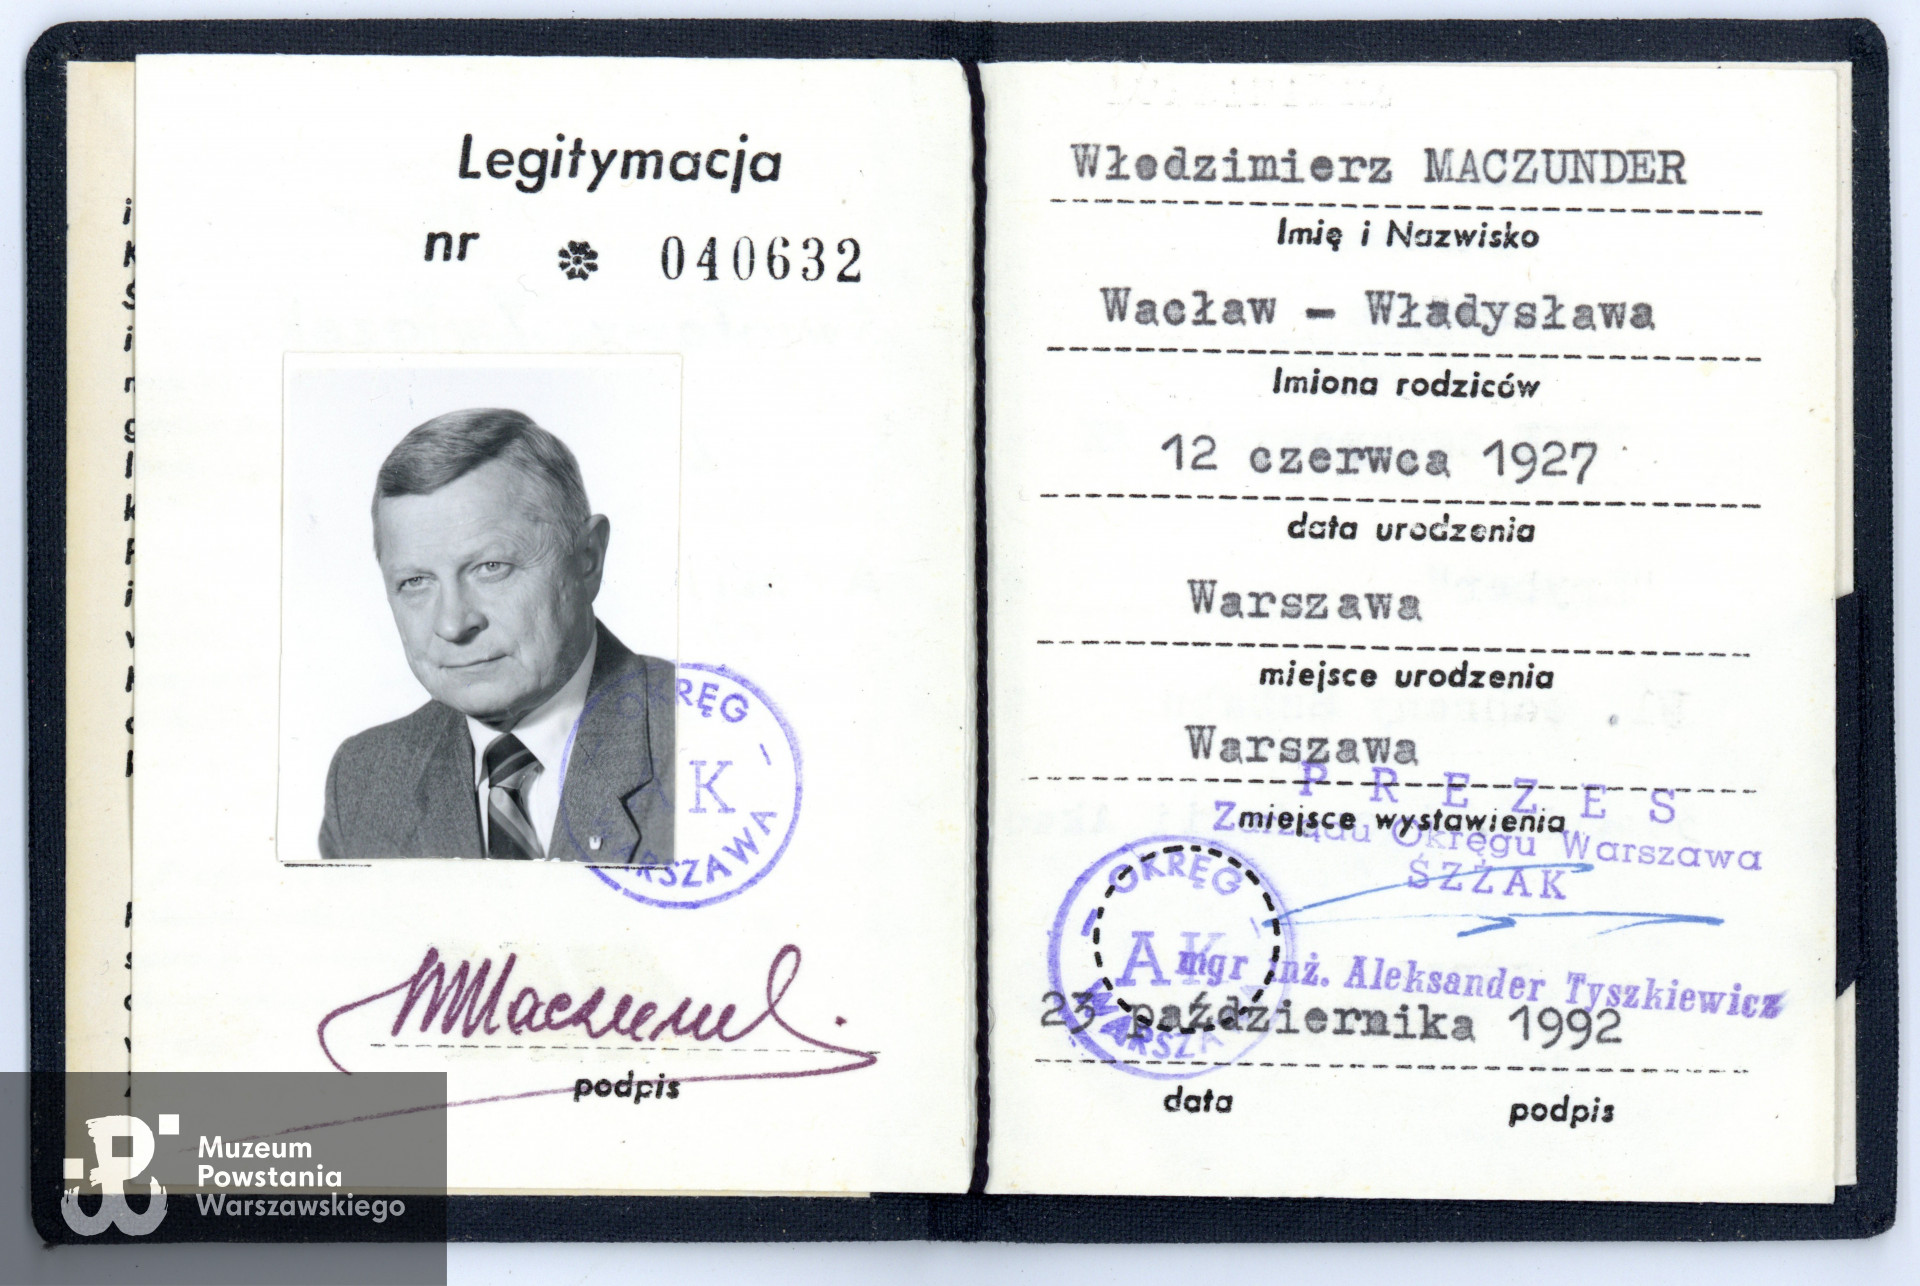 Legitymacja
nr * 040632
OKRĘG
AK
WARSZAWA
podpis
Włodzimierz MACZUNDER
Imię i Nazwisko
Wacław - Władysława
Imiona rodziców
12 czerwca 1927
data urodzenia
Warszawa
miejsce urodzenia
Warszawa
PREZES
miejsce wystawienia
Zarządu Okręgu Warszawa
ŚZŻAK
OKRĘG
AK
WARSZAWA
mgr inż. Aleksander Tyszkiewicz
23 października 1992
data
podpis
Muzeum
Powstania
Warszawskiego